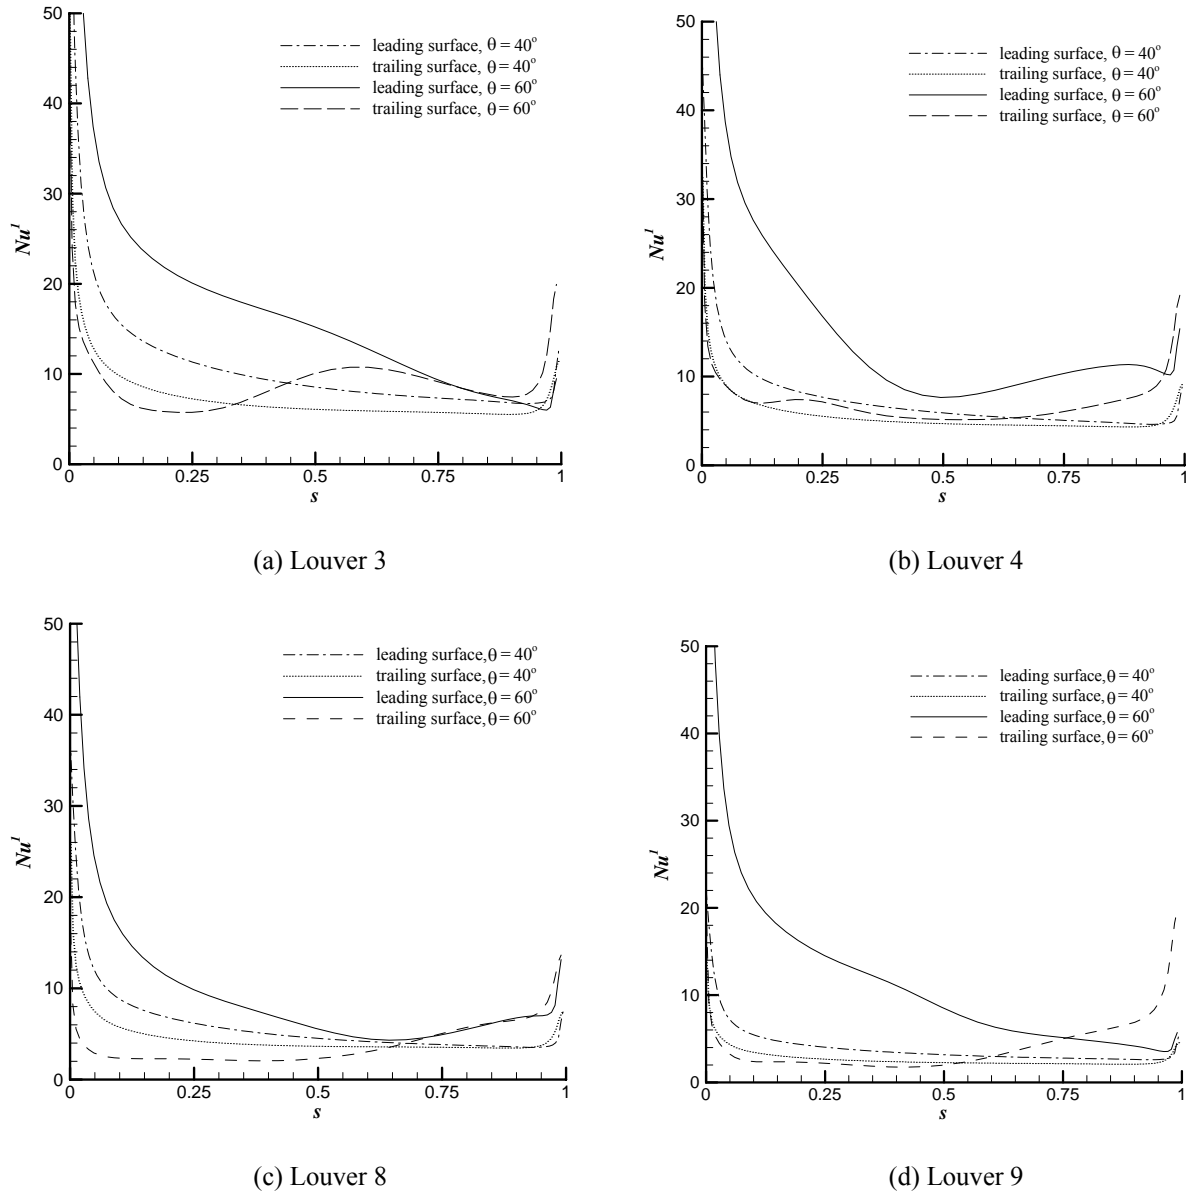 50
40
30
20
10
0
Nu¹
0
0.25
0.5
0.75
1
s
leading surface, θ = 40°
trailing surface, θ = 40°
leading surface, θ = 60°
trailing surface, θ = 60°
(a) Louver 3
50
40
30
20
10
0
Nu¹
0
0.25
0.5
0.75
1
s
leading surface, θ = 40°
trailing surface, θ = 40°
leading surface, θ = 60°
trailing surface, θ = 60°
(b) Louver 4
50
40
30
20
10
0
Nu¹
0
0.25
0.5
0.75
1
s
leading surface,θ = 40°
trailing surface,θ = 40°
leading surface,θ = 60°
trailing surface,θ = 60°
(c) Louver 8
50
40
30
20
10
0
Nu¹
0
0.25
0.5
0.75
1
s
leading surface,θ = 40°
trailing surface,θ = 40°
leading surface,θ = 60°
trailing surface,θ = 60°
(d) Louver 9